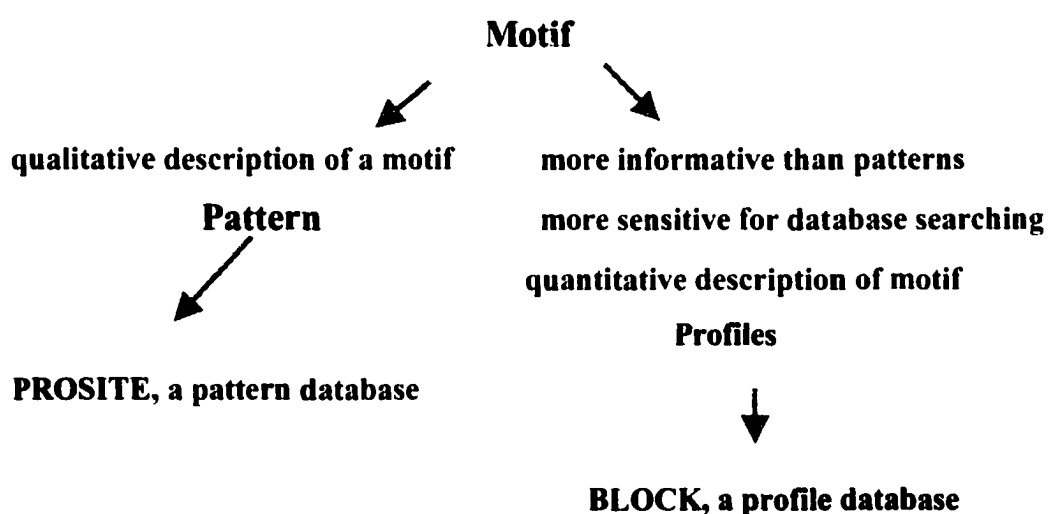 Motif
qualitative description of a motif
Pattern
PROSITE, a pattern database
more informative than patterns
more sensitive for database searching
quantitative description of motif
Profiles
BLOCK, a profile database